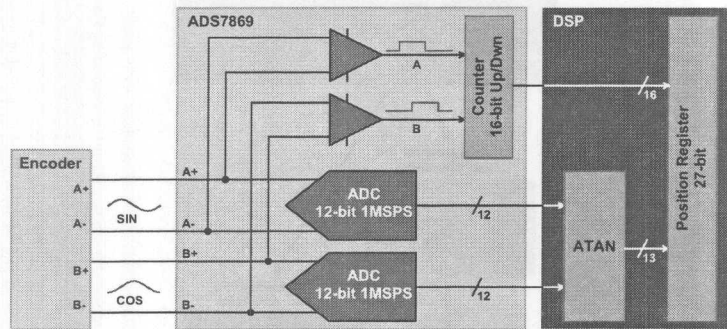 ADS7869
DSP
A
B
Counter
16-bit Up/Dwn
16
Position Register
27-bit
Encoder
A+
A-
B+
B-
SIN
COS
A+
A-
B+
B-
ADC
12-bit 1MSPS
12
ADC
12-bit 1MSPS
12
ATAN
13